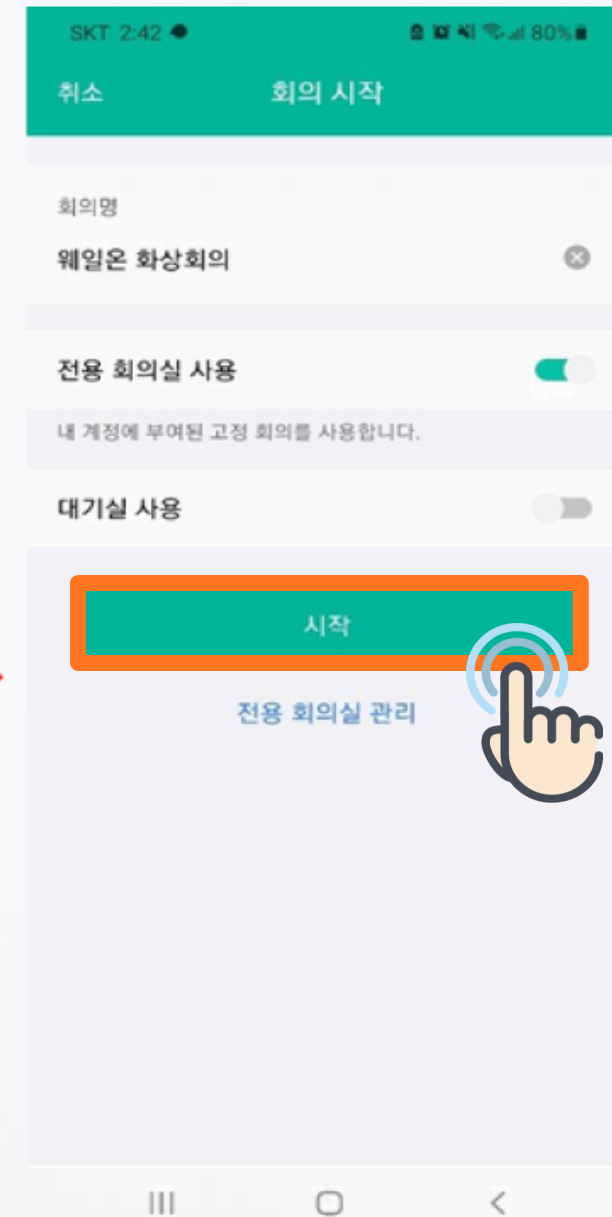 SKT 2:42 80%
취소 회의 시작
회의명
웨일온 화상회의
전용 회의실 사용
내 계정에 부여된 고정 회의를 사용합니다.
대기실 사용
시작
전용 회의실 관리